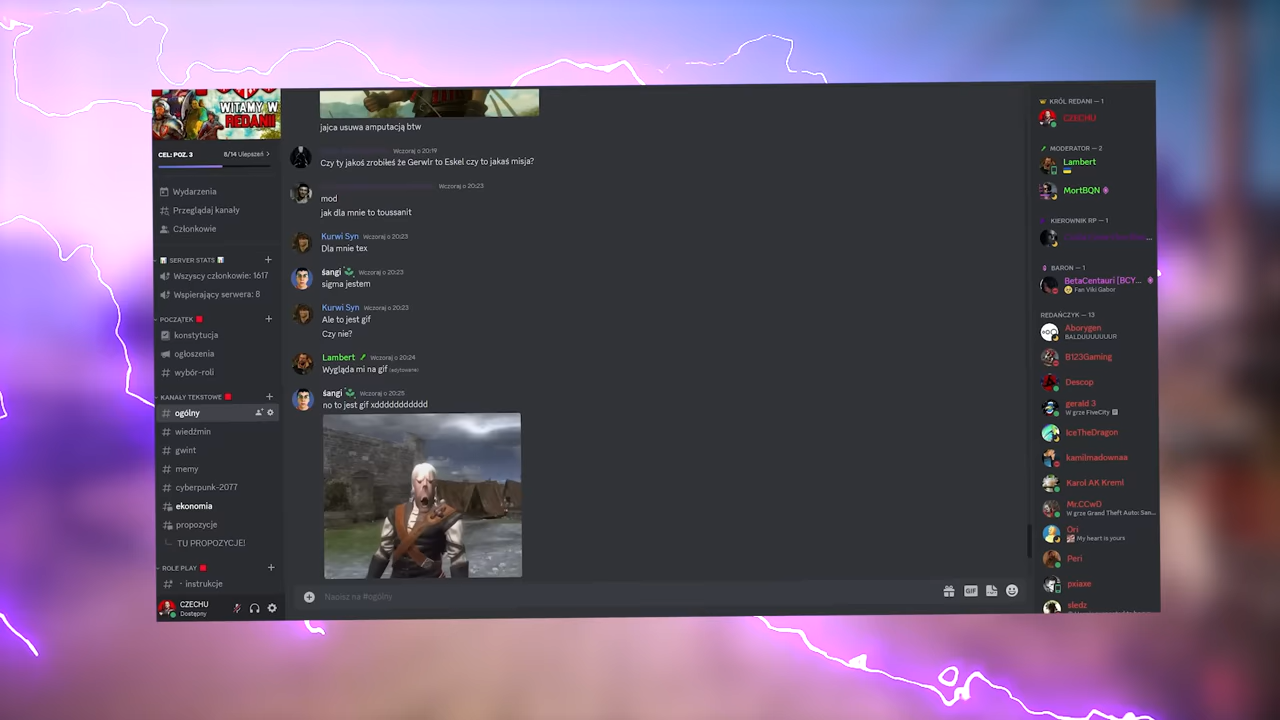 WITAMY W
REDANII
CEL: POZ. 3
8/14 Ulepszeń
Wydarzenia
Przeglądaj kanały
Członkowie
SERVER STATS
Wszyscy członkowie: 1617
Wspierający serwera: 8
POCZĄTEK
konstytucja
ogłoszenia
wybór-roli
KANAŁY TEKSTOWE
ogólny
wiedźmin
gwint
memy
cyberpunk-2077
ekonomia
propozycje
TU PROPOZYCJE!
ROLE PLAY
instrukcje
CZECHU
Dostępny
jajca usuwa amputacją btw
Wczoraj o 20:19
Czy ty jakoś zrobiłeś że Gerwlr to Eskel czy to jakaś misja?
Wczoraj o 20:23
mod
jak dla mnie to toussanit
Kurwi Syn Wczoraj o 20:23
Dla mnie tex
śangi Wczoraj o 20:23
sigma jestem
Kurwi Syn Wczoraj o 20:23
Ale to jest gif
Czy nie?
Lambert Wczoraj o 20:24
Wygląda mi na gif (edytowane)
śangi Wczoraj o 20:25
no to jest gif xddddddddddd
Napisz na #ogólny
GIF
KRÓL REDANI — 1
CZECHU
MODERATOR — 2
Lambert
MortBQN
KIEROWNIK RP — 1
BARON — 1
BetaCentauri [BCY...
Fan Viki Gabor
REDAŃCZYK — 13
Aborygen
BALDUUUUUUUR
B123Gaming
Descop
gerald 3
W grze FiveCity
IceTheDragon
kamilmadownaa
Karol AK Kreml
Mr.CCwD
W grze Grand Theft Auto: San...
Ori
My heart is yours
Peri
pxiaxe
sledz